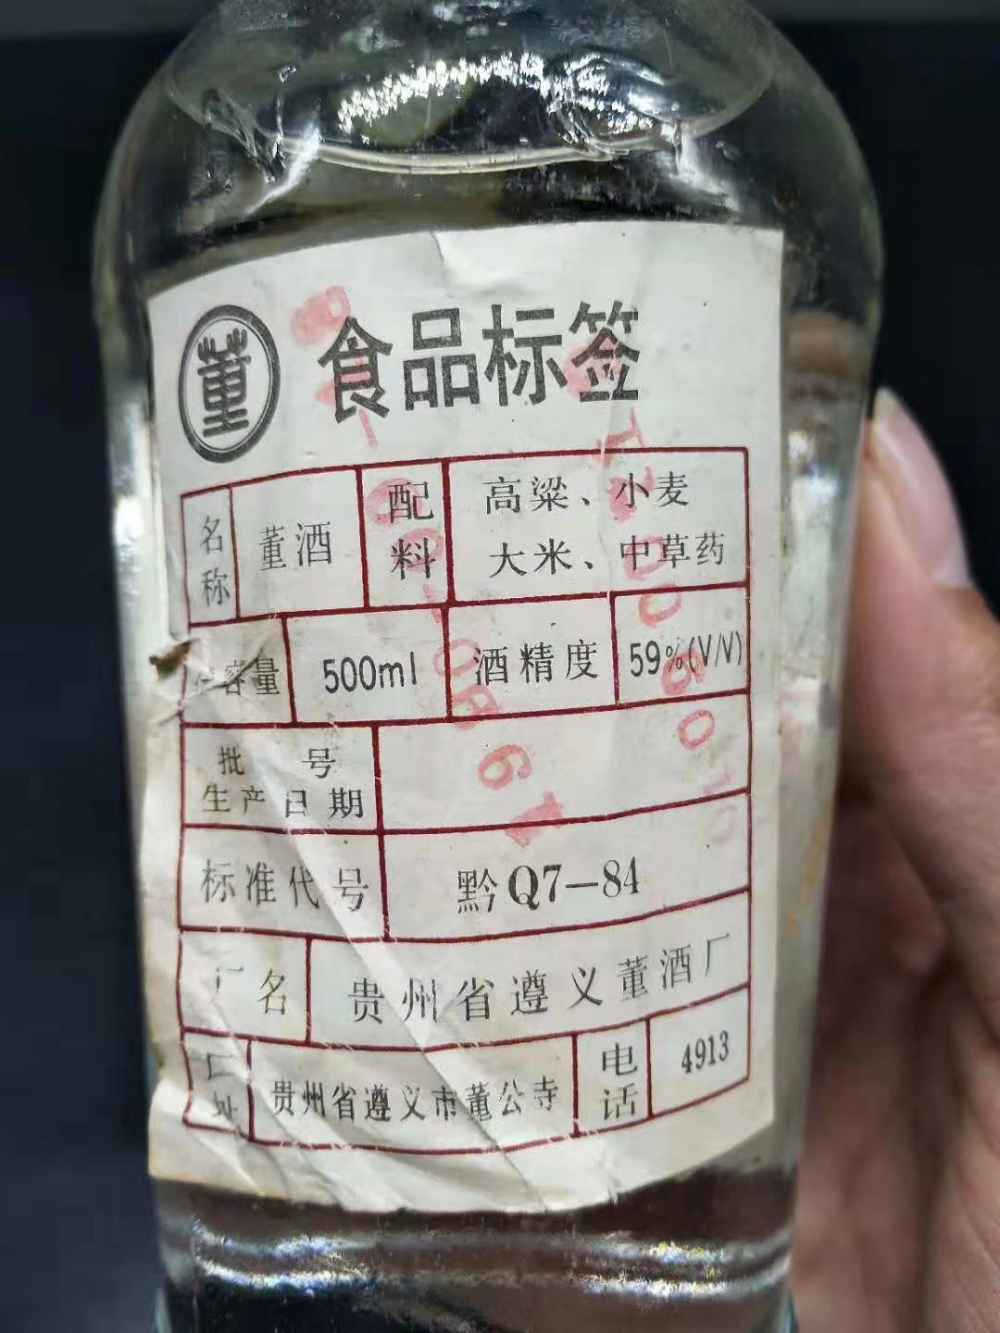 董 食品标签
名称 董酒 配料 高粱、小麦
大米、中草药
容量 500ml 酒精度 59%(V/V)
批号
生产日期
标准代号 黔Q7—84
厂名 贵州省遵义董酒厂
厂址 贵州省遵义市董公寺 电话 4913